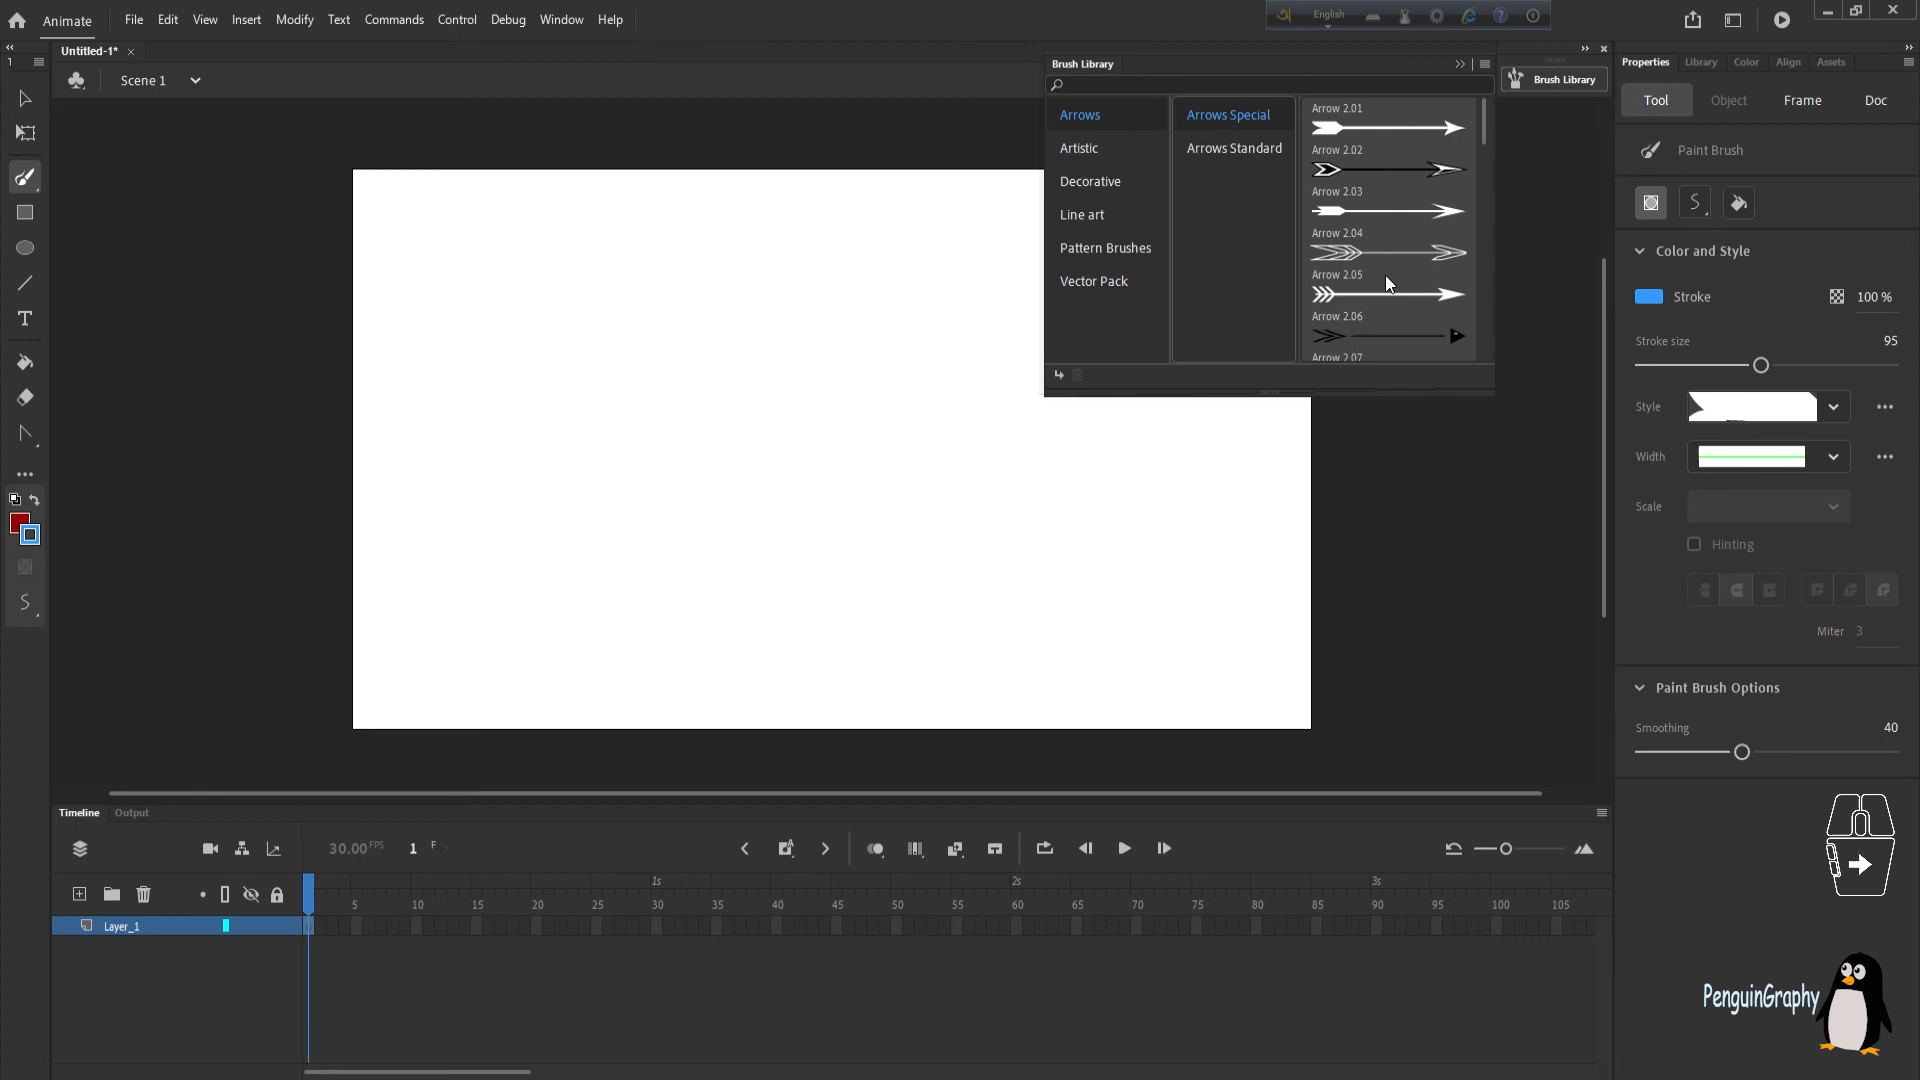 Animate File Edit View Insert Modify Text Commands Control Debug Window Help
English
Untitled-1*
Scene 1
Brush Library
Arrows
Artistic
Decorative
Line art
Pattern Brushes
Vector Pack
Arrows Special
Arrows Standard
Arrow 2.01
Arrow 2.02
Arrow 2.03
Arrow 2.04
Arrow 2.05
Arrow 2.06
Arrow 2.07
Brush Library
Properties Library Color Align Assets
Tool Object Frame Doc
Paint Brush
Color and Style
Stroke 100 %
Stroke size 95
Style
Width
Scale
Hinting
Miter 3
Paint Brush Options
Smoothing 40
Timeline Output
30.00 FPS 1 F
1s 2s 3s
5 10 15 20 25 30 35 40 45 50 55 60 65 70 75 80 85 90 95 100 105
Layer_1
PenguinGraphy